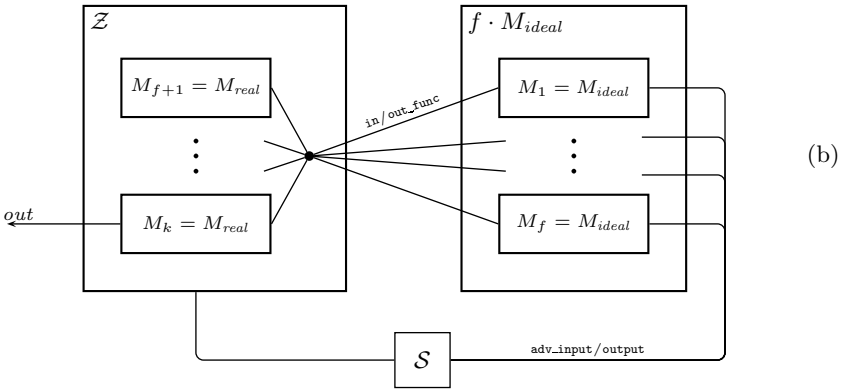 𝒵
f · M_ideal
M_{f+1} = M_real
M_1 = M_ideal
in/out_func
⋮
⋮
(b)
out
M_k = M_real
M_f = M_ideal
𝒮
adv_input/output